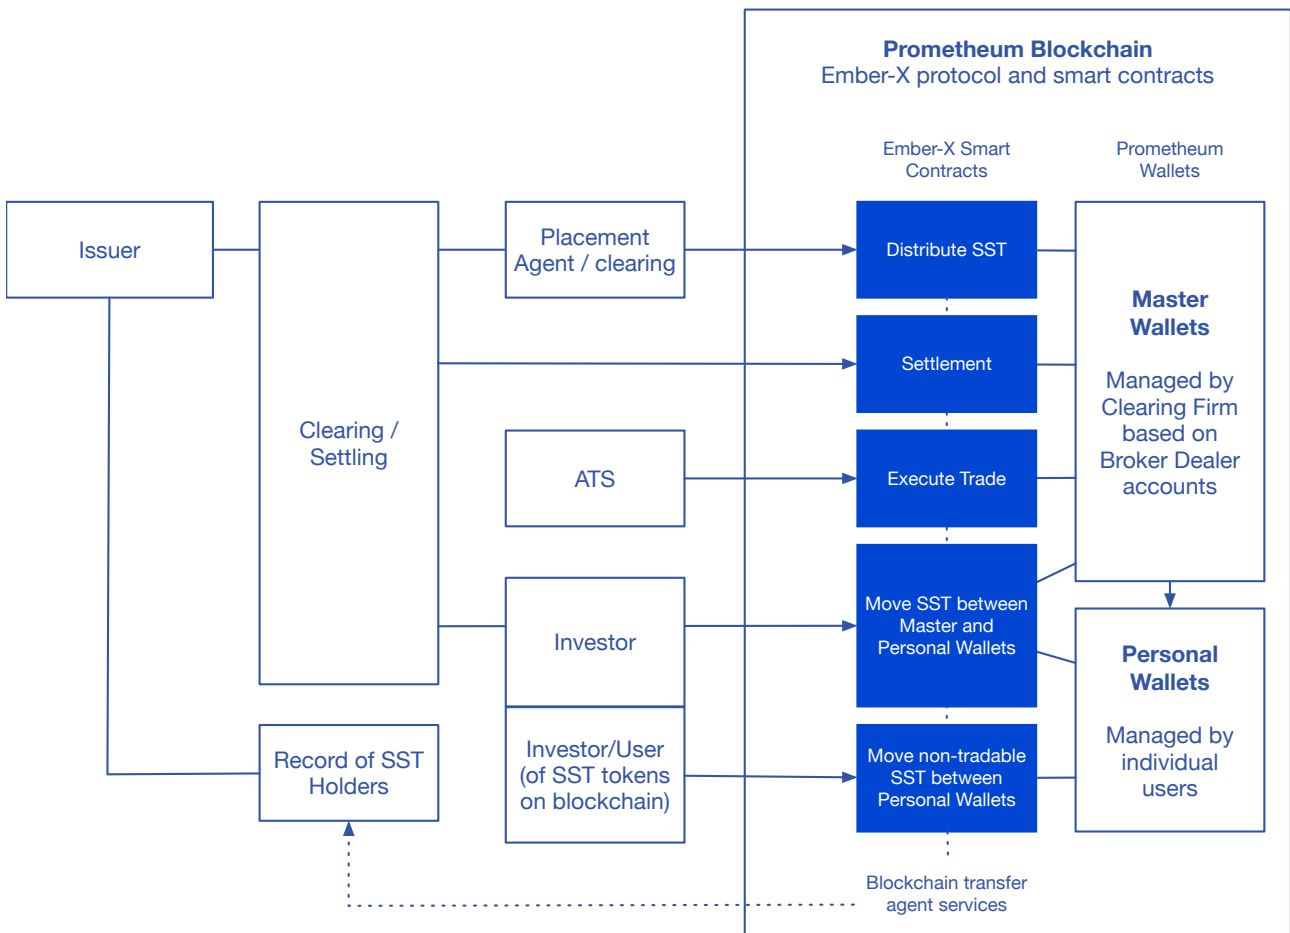 Prometheum Blockchain
Ember-X protocol and smart contracts
Ember-X Smart
Contracts
Prometheum
Wallets
Issuer
Clearing /
Settling
Placement
Agent / clearing
Distribute SST
Master
Wallets
Managed by
Clearing Firm
based on
Broker Dealer
accounts
Settlement
ATS
Execute Trade
Investor
Move SST between
Master and
Personal Wallets
Personal
Wallets
Managed by
individual
users
Record of SST
Holders
Investor/User
(of SST tokens
on blockchain)
Move non-tradable
SST between
Personal Wallets
Blockchain transfer
agent services